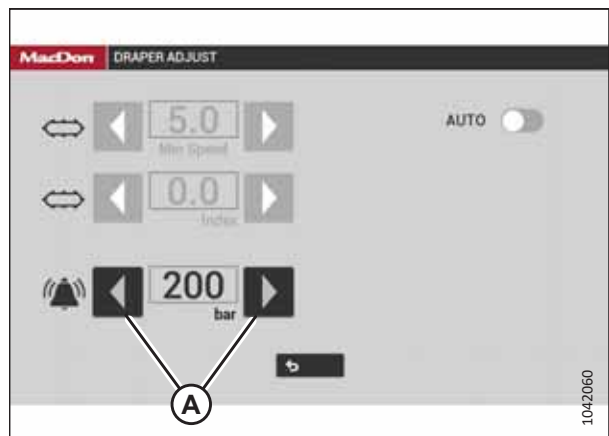 MacDon DRAPER ADJUST
5.0
Min Speed
AUTO
0.0
Index
200
bar
A
1042060